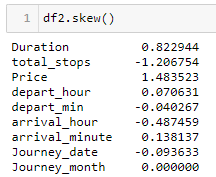 1 df2.skew()
Duration 0.822944
total_stops -1.206754
Price 1.483523
depart_hour 0.070631
depart_min -0.040267
arrival_hour -0.487459
arrival_minute 0.138137
Journey_date -0.093633
Journey_month 0.000000